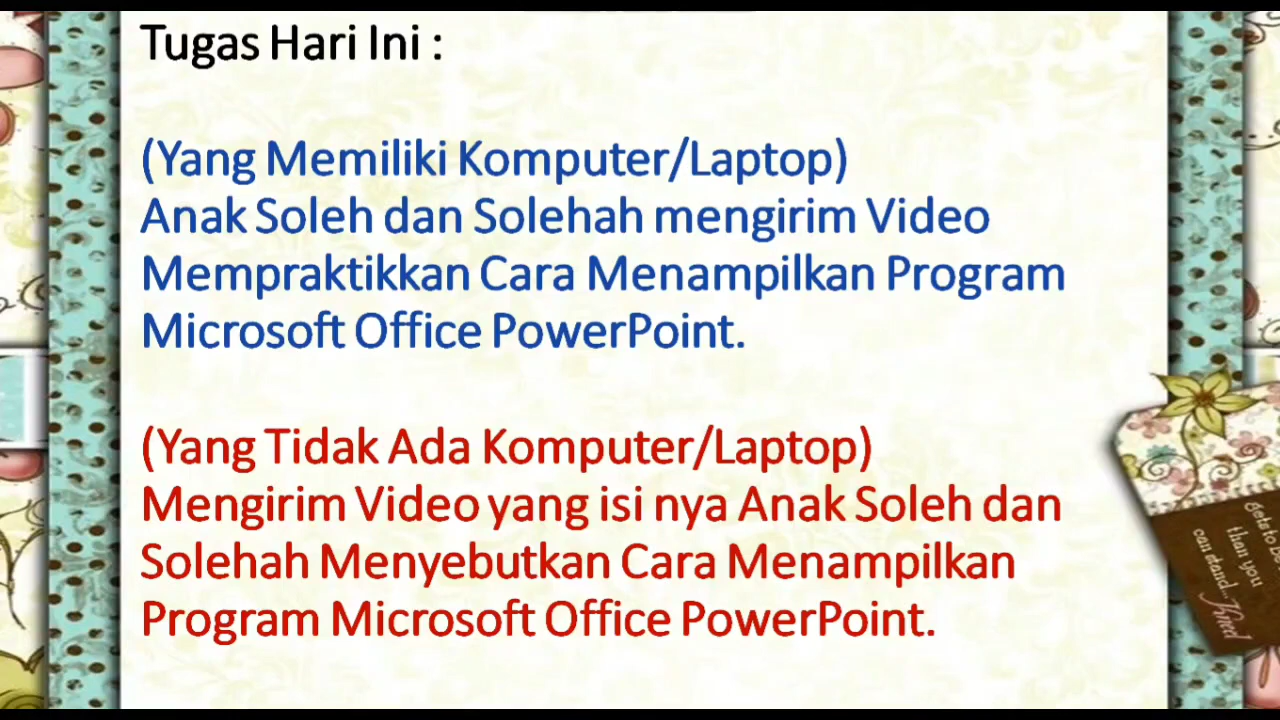 Tugas Hari Ini :
(Yang Memiliki Komputer/Laptop)
Anak Soleh dan Solehah mengirim Video
Mempraktikkan Cara Menampilkan Program
Microsoft Office PowerPoint.
(Yang Tidak Ada Komputer/Laptop)
Mengirim Video yang isi nya Anak Soleh dan
Solehah Menyebutkan Cara Menampilkan
Program Microsoft Office PowerPoint.
than you
can stand...